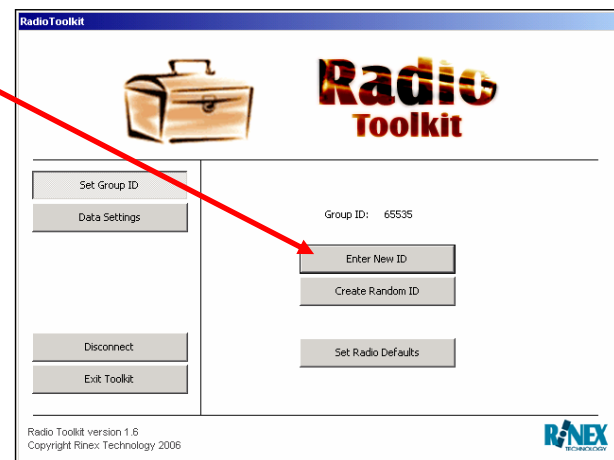 RadioToolkit
Radio
Toolkit
Set Group ID
Data Settings
Group ID: 65535
Enter New ID
Create Random ID
Disconnect
Set Radio Defaults
Exit Toolkit
Radio Toolkit version 1.6
Copyright Rinex Technology 2006
RINEX
TECHNOLOGY